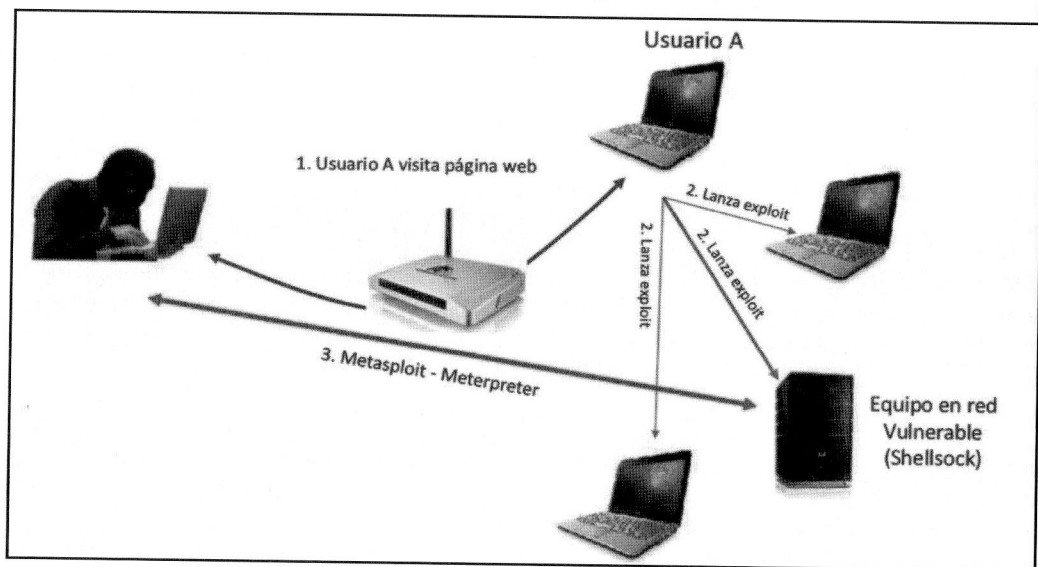 Usuario A
1. Usuario A visita página web
2. Lanza exploit
2. Lanza exploit
2. Lanza exploit
3. Metasploit - Meterpreter
Equipo en red
Vulnerable
(Shellsock)